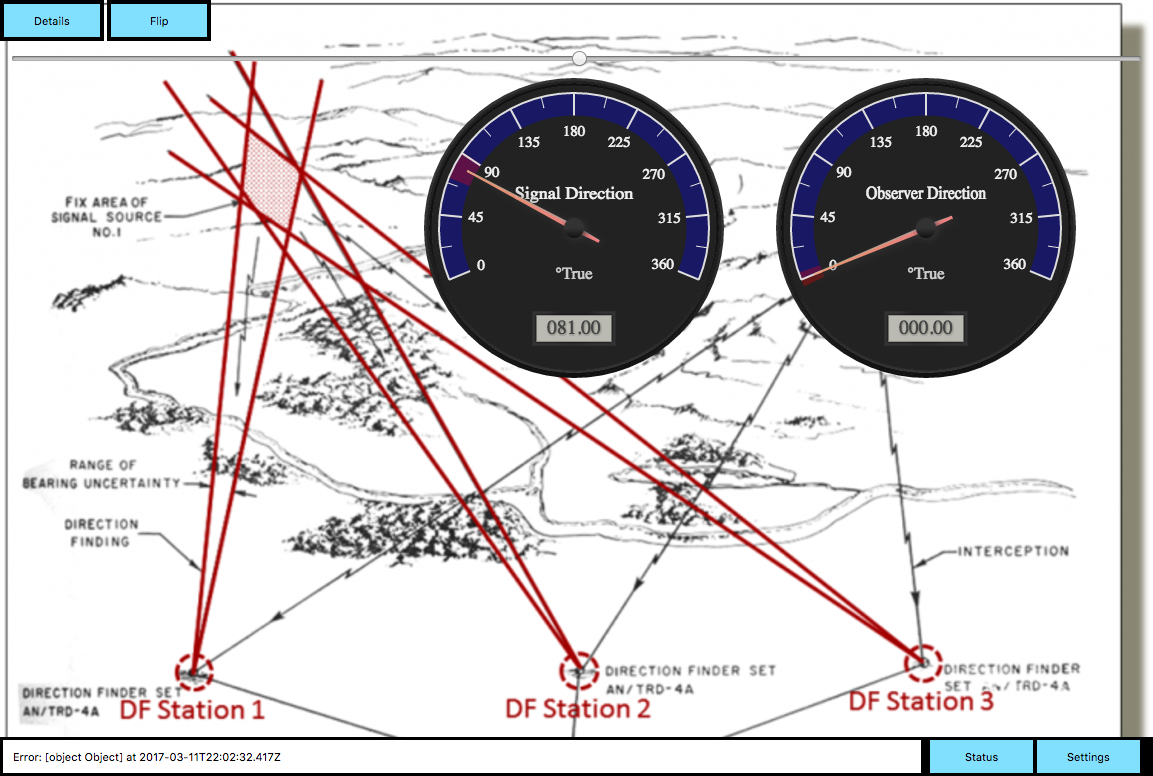 Details
Flip
180
135
225
90
270
Signal Direction
45
315
0
360
°True
081.00
180
135
225
90
270
Observer Direction
45
315
0
360
°True
000.00
FIX AREA OF
SIGNAL SOURCE
NO.1
RANGE OF
BEARING UNCERTAINTY
DIRECTION
FINDING
INTERCEPTION
DIRECTION FINDER SET
AN/TRD-4A
DF Station 1
DIRECTION FINDER SET
AN/TRD-4A
DF Station 2
DIRECTION FINDER
SET AN/TRD-4A
DF Station 3
Error: [object Object] at 2017-03-11T22:02:32.417Z
Status
Settings